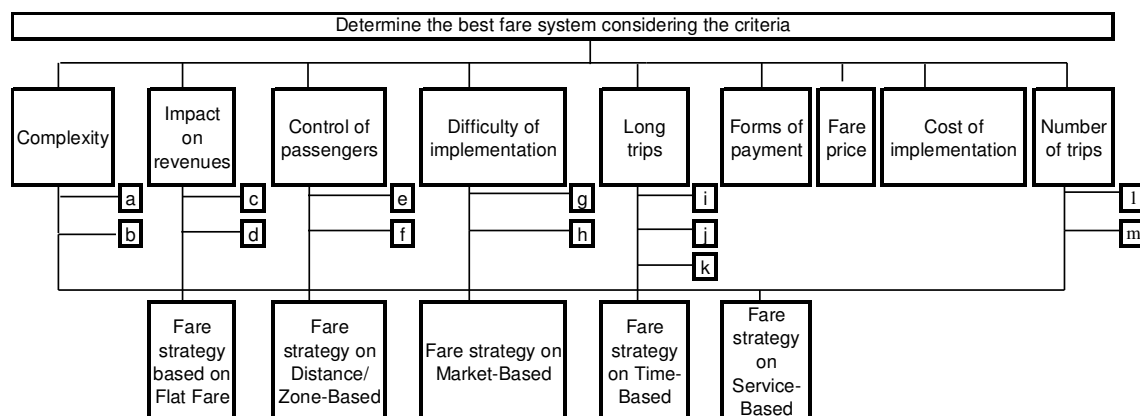 Determine the best fare system considering the criteria
Complexity
Impact
on
revenues
Control of
passengers
Difficulty of
implementation
Long
trips
Forms of
payment
Fare
price
Cost of
implementation
Number
of trips
a
b
c
d
e
f
g
h
i
j
k
l
m
Fare
strategy
based on
Flat Fare
Fare
strategy on
Distance/
Zone-Based
Fare strategy on
Market-Based
Fare
strategy
on Time-
Based
Fare
strategy
on
Service-
Based